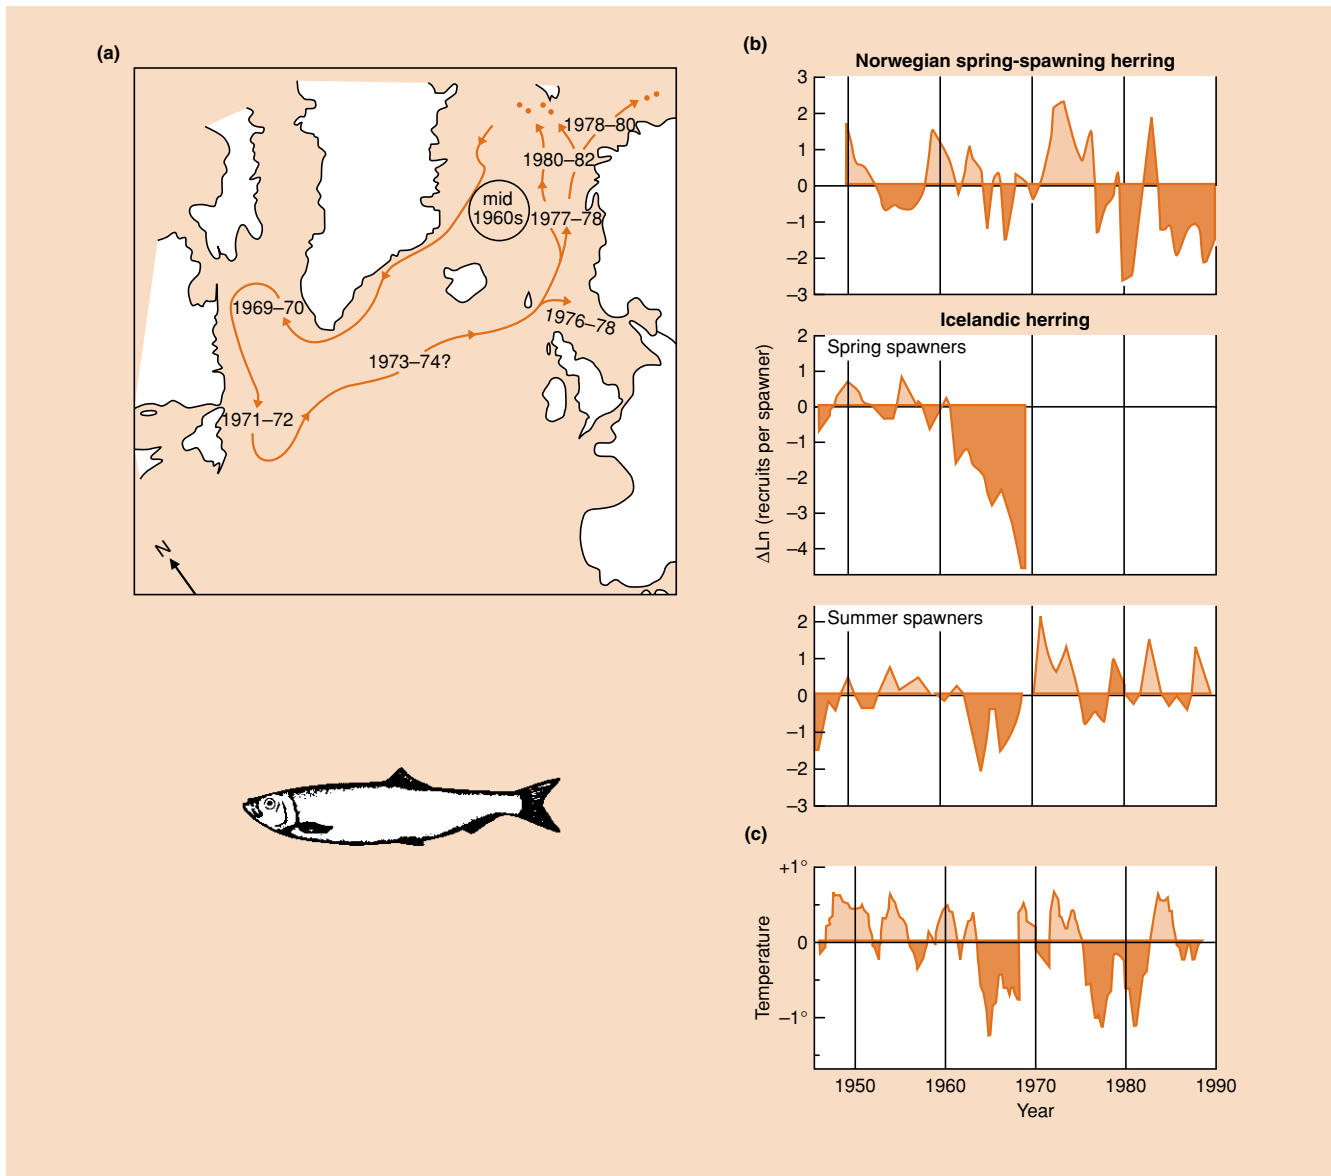 (a)
1978–80
1980–82
mid
1960s
1977–78
1969–70
1976–78
1973–74?
1971–72
N
(b)
Norwegian spring-spawning herring
3
2
1
0
–1
–2
–3
Icelandic herring
Spring spawners
2
1
0
–1
–2
–3
–4
ΔLn (recruits per spawner)
Summer spawners
2
1
0
–1
–2
–3
(c)
+1°
0
–1°
Temperature
1950 1960 1970 1980 1990
Year